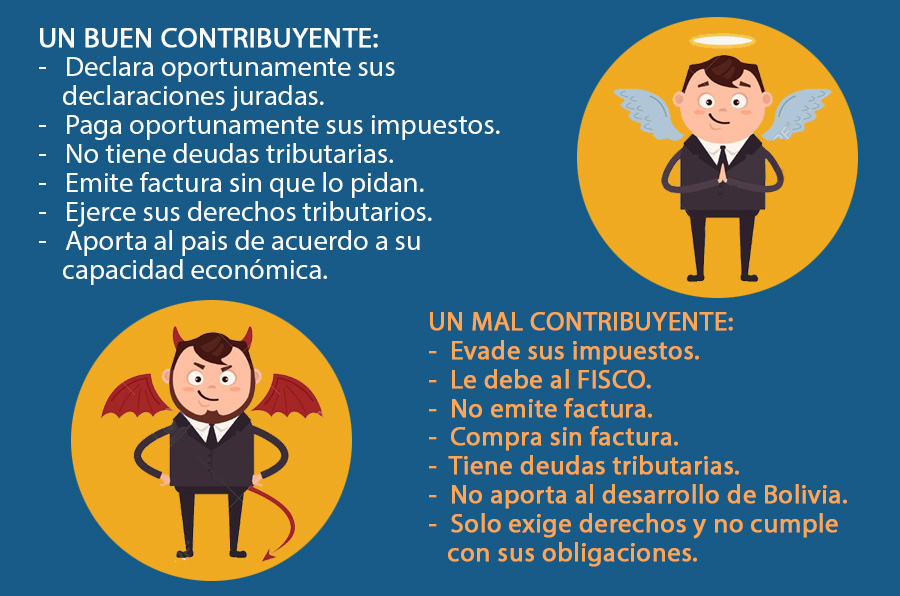 UN BUEN CONTRIBUYENTE:
- Declara oportunamente sus
declaraciones juradas.
- Paga oportunamente sus impuestos.
- No tiene deudas tributarias.
- Emite factura sin que lo pidan.
- Ejerce sus derechos tributarios.
- Aporta al pais de acuerdo a su
capacidad económica.
UN MAL CONTRIBUYENTE:
- Evade sus impuestos.
- Le debe al FISCO.
- No emite factura.
- Compra sin factura.
- Tiene deudas tributarias.
- No aporta al desarrollo de Bolivia.
- Solo exige derechos y no cumple
con sus obligaciones.